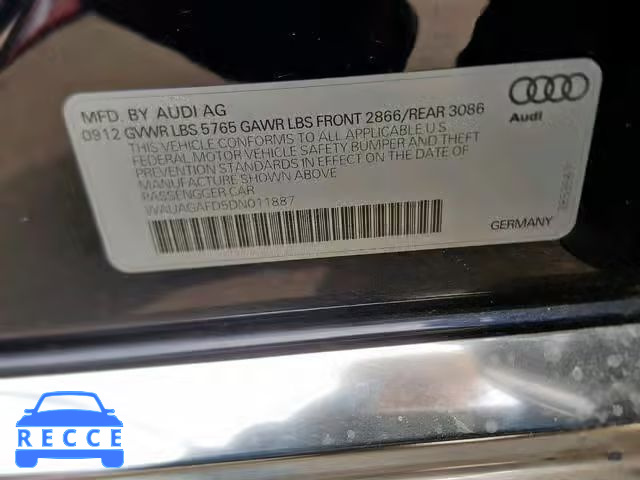 MFD. BY AUDI AG
0912 GVWR LBS 5765 GAWR LBS FRONT 2866/REAR 3086
THIS VEHICLE CONFORMS TO ALL APPLICABLE U.S.
FEDERAL MOTOR VEHICLE SAFETY BUMPER AND THEFT
PREVENTION STANDARDS IN EFFECT ON THE DATE OF
MANUFACTURE SHOWN ABOVE
PASSENGGER CAR
WAUAGAFD5DN011887
Audi
GERMANY
RECCE